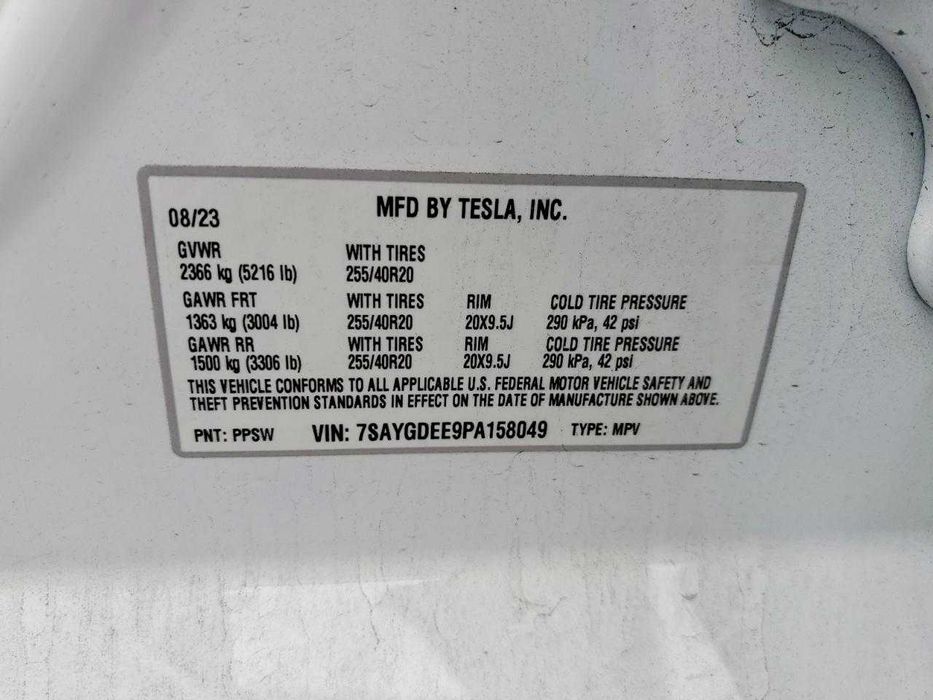 08/23 MFD BY TESLA, INC.
GVWR WITH TIRES
2366 kg (5216 lb) 255/40R20
GAWR FRT WITH TIRES RIM COLD TIRE PRESSURE
1363 kg (3004 lb) 255/40R20 20X9.5J 290 kPa, 42 psi
GAWR RR WITH TIRES RIM COLD TIRE PRESSURE
1500 kg (3306 lb) 255/40R20 20X9.5J 290 kPa, 42 psi
THIS VEHICLE CONFORMS TO ALL APPLICABLE U.S. FEDERAL MOTOR VEHICLE SAFETY AND
THEFT PREVENTION STANDARDS IN EFFECT ON THE DATE OF MANUFACTURE SHOWN ABOVE.
PNT: PPSW VIN: 7SAYGDEE9PA158049 TYPE: MPV